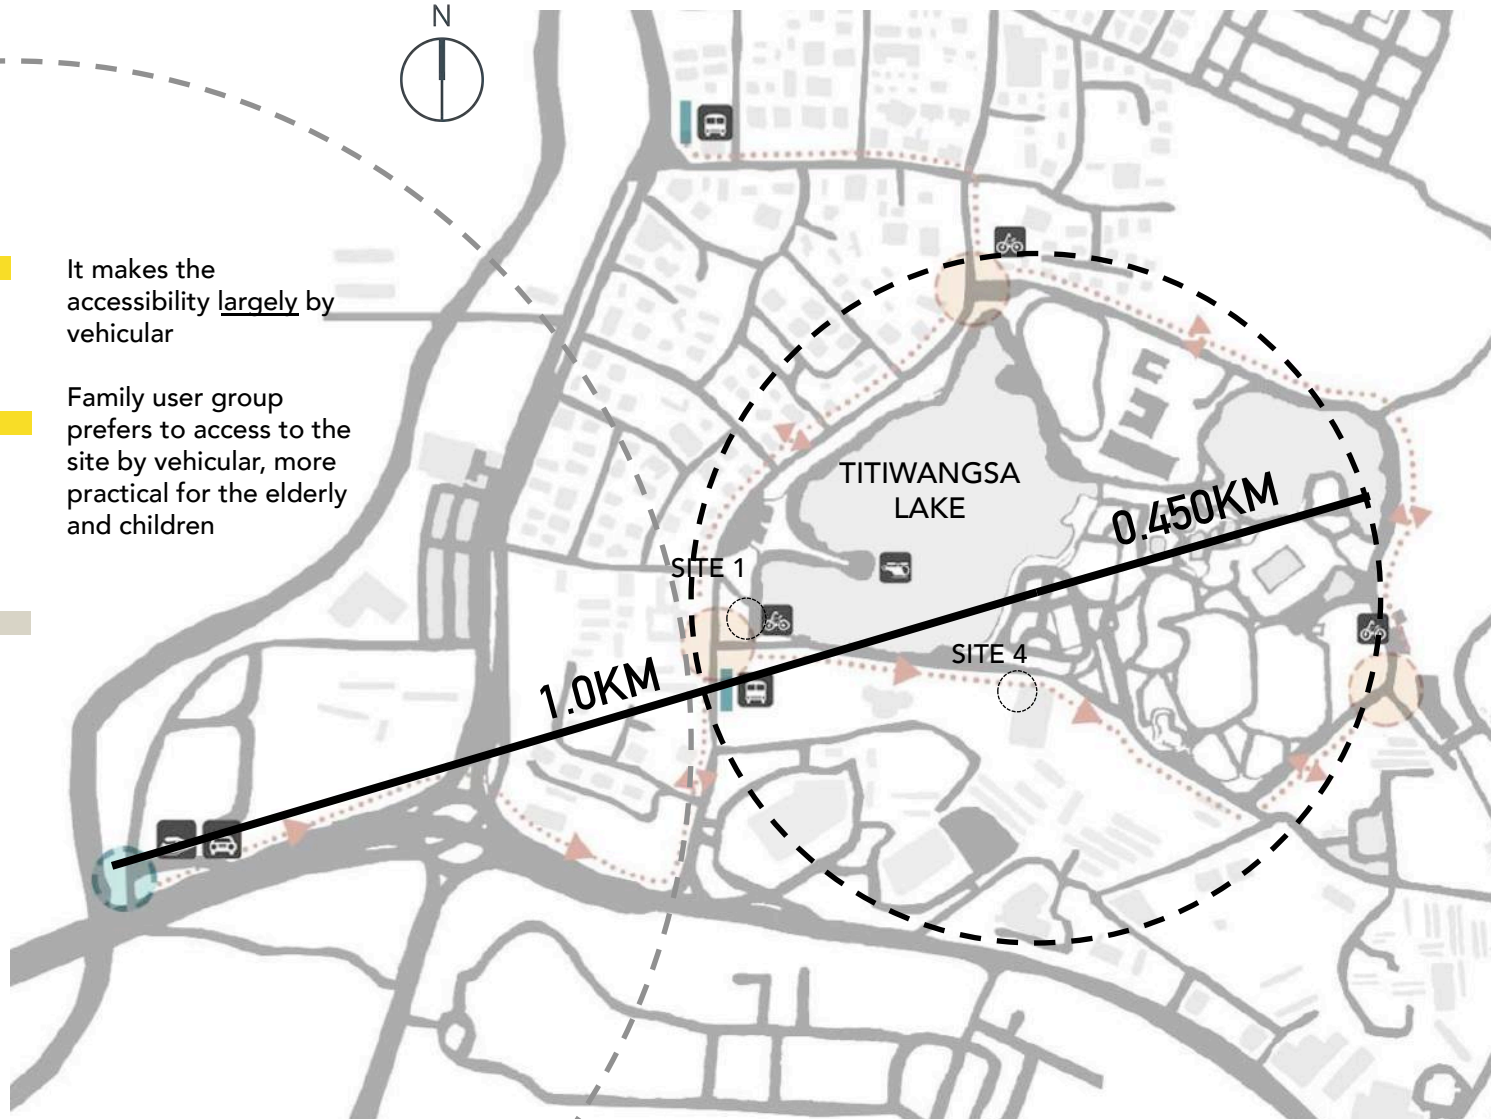 N
It makes the
accessibility largely by
vehicular
Family user group
prefers to access to the
site by vehicular, more
practical for the elderly
and children
TITIWANGSA
LAKE
0.450KM
SITE 1
SITE 4
1.0KM